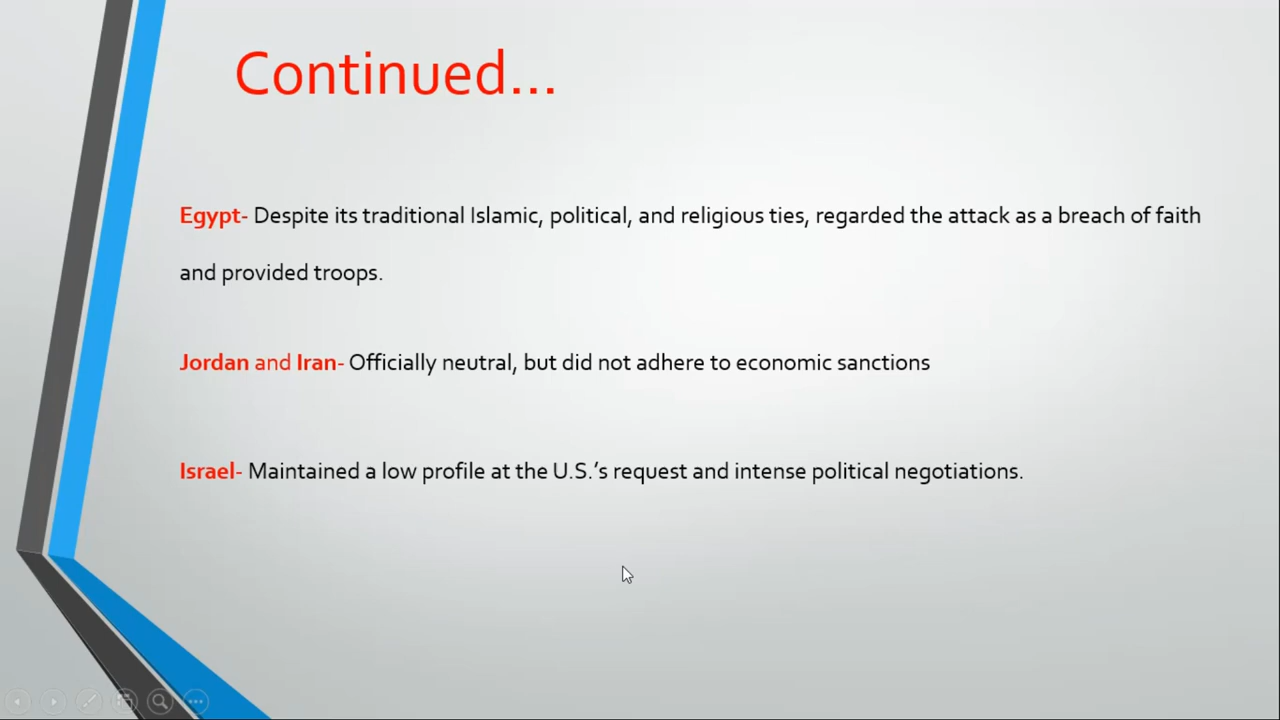 Continued...
Egypt- Despite its traditional Islamic, political, and religious ties, regarded the attack as a breach of faith
and provided troops.
Jordan and Iran- Officially neutral, but did not adhere to economic sanctions
Israel- Maintained a low profile at the U.S.’s request and intense political negotiations.